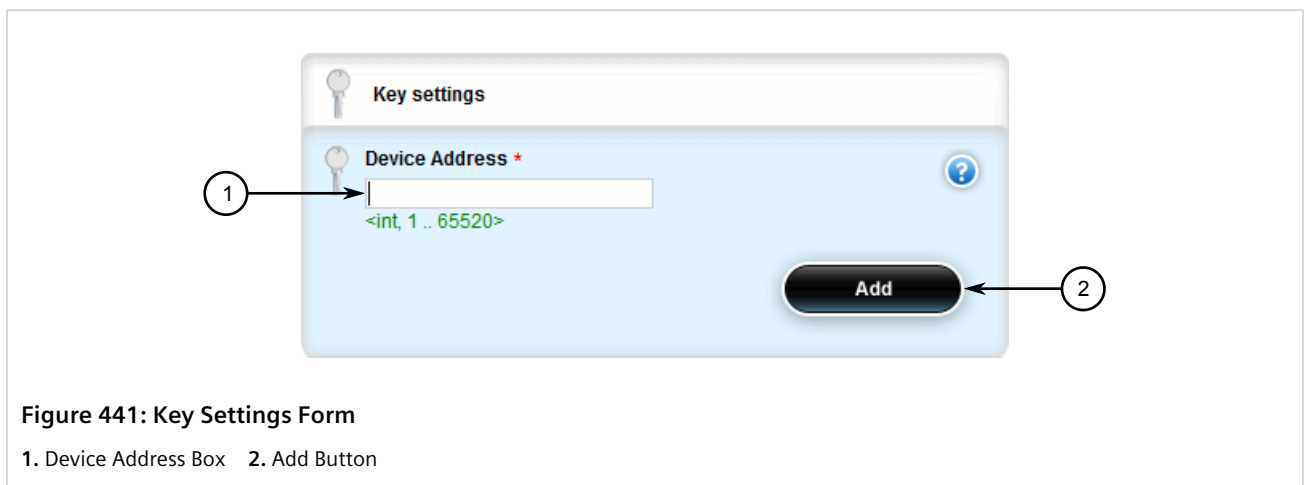 Key settings
Device Address *
1
<int, 1 .. 65520>
Add
2
Figure 441: Key Settings Form
1. Device Address Box 2. Add Button